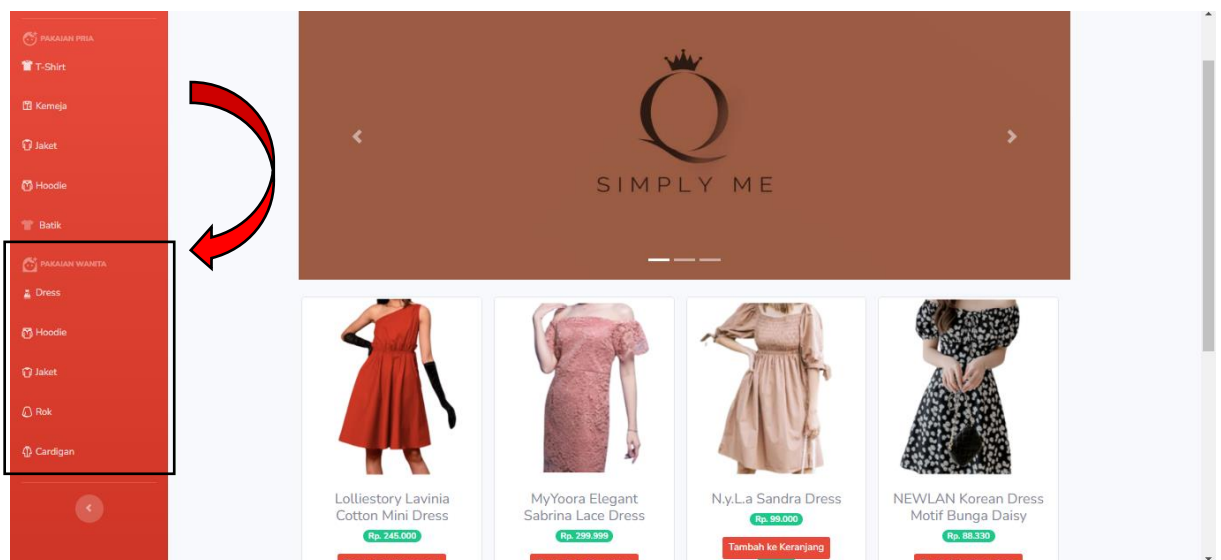 PAKAIAN PRIA
T-Shirt
Kemeja
Jaket
Hoodie
Batik
PAKAIAN WANITA
Dress
Hoodie
Jaket
Rok
Cardigan
SIMPLY ME
Lolliestory Lavinia
Cotton Mini Dress
Rp. 245.000
MyYoora Elegant
Sabrina Lace Dress
Rp. 299.999
N.y.L.a Sandra Dress
Rp. 99.000
Tambah ke Keranjang
NEWLAN Korean Dress
Motif Bunga Daisy
Rp. 88.330